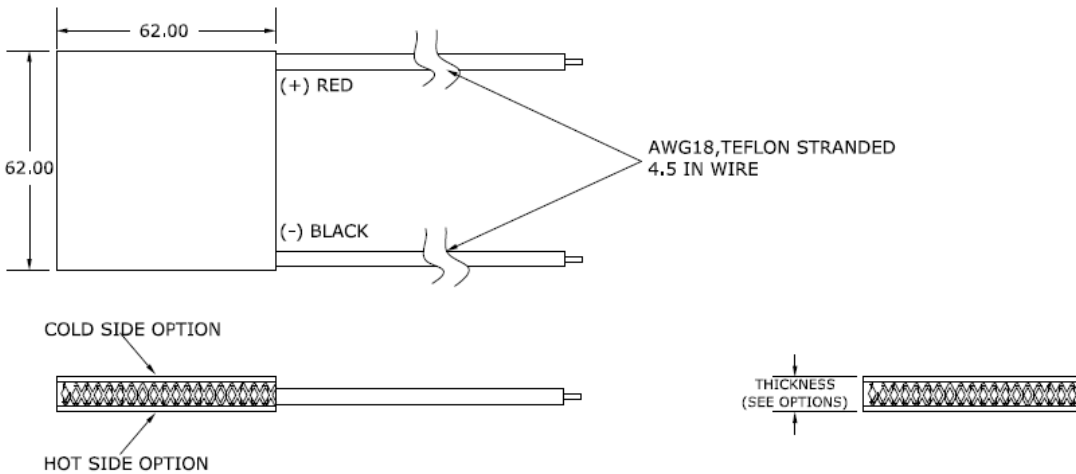 62.00
62.00
(+) RED
(-) BLACK
AWG18,TEFLON STRANDED
4.5 IN WIRE
COLD SIDE OPTION
HOT SIDE OPTION
THICKNESS
(SEE OPTIONS)